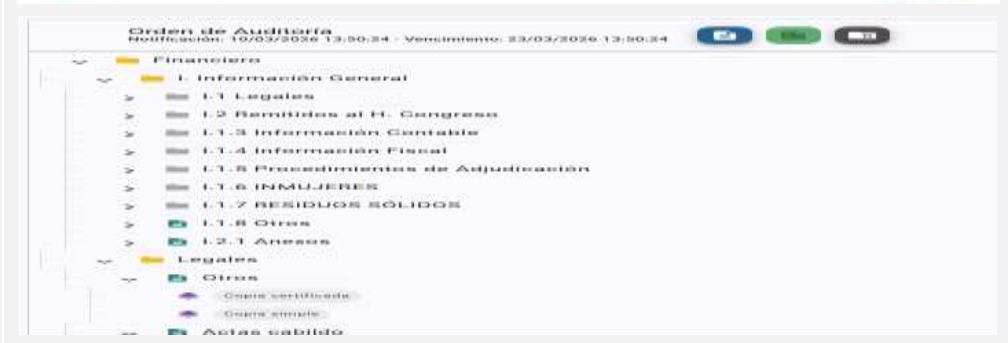 Orden de Auditoría
Notificación: 10/03/2026 13:50:24 - Vencimiento: 23/03/2026 13:50:24
Financiero
I. Información General
I.1 Legales
I.2 Remitidos al H. Congreso
I.1.3 Información Contable
I.1.4 Información Fiscal
I.1.5 Procedimientos de Adjudicación
I.1.6 INMUJERES
I.1.7 RESIDUOS SÓLIDOS
I.1.8 Otros
I.2.1 Anexos
Legales
Otros
Copia certificada
Copia simple
Actas cabildo